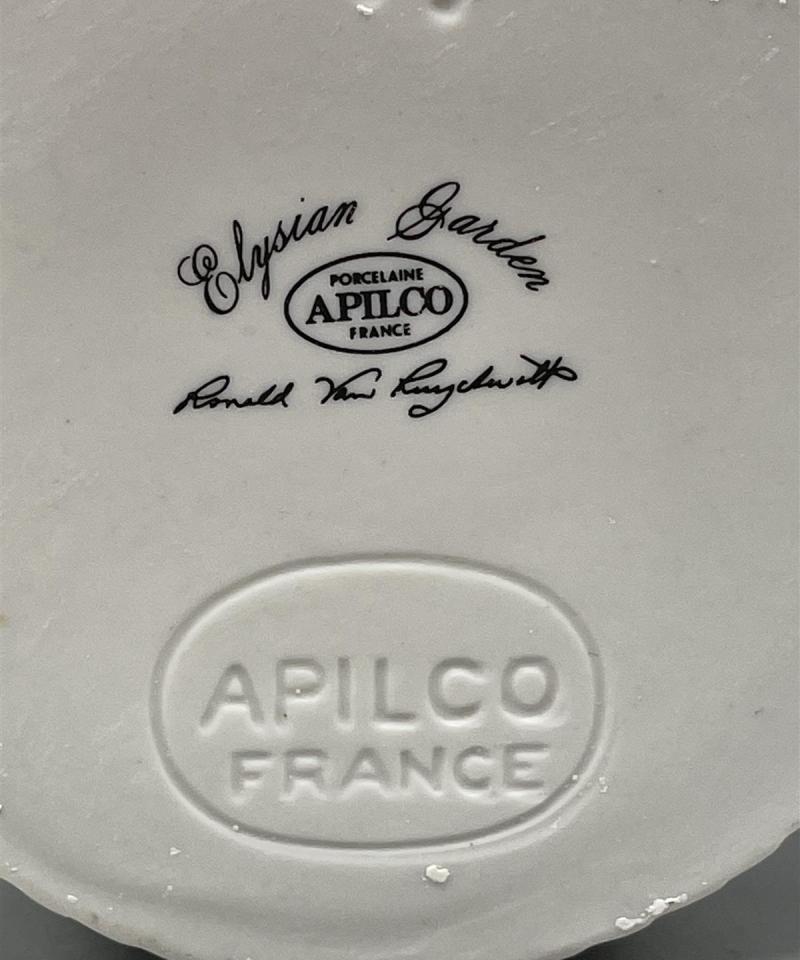 Elysian Garden
PORCELAINE
APILCO
FRANCE
Ronald Van Ruyckevelt
APILCO
FRANCE